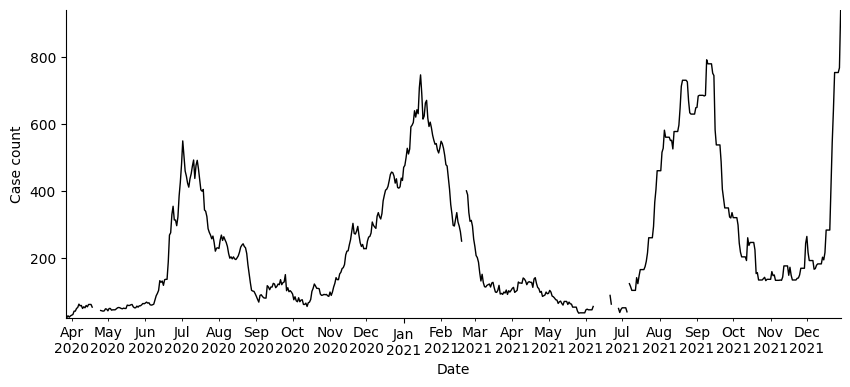 800
600
400
200
Case count
Apr May Jun Jul Aug Sep Oct Nov Dec Jan Feb Mar Apr May Jun Jul Aug Sep Oct Nov Dec
2020 2020 2020 2020 2020 2020 2020 2020 2020 2021 2021 2021 2021 2021 2021 2021 2021 2021 2021 2021 2021
Date